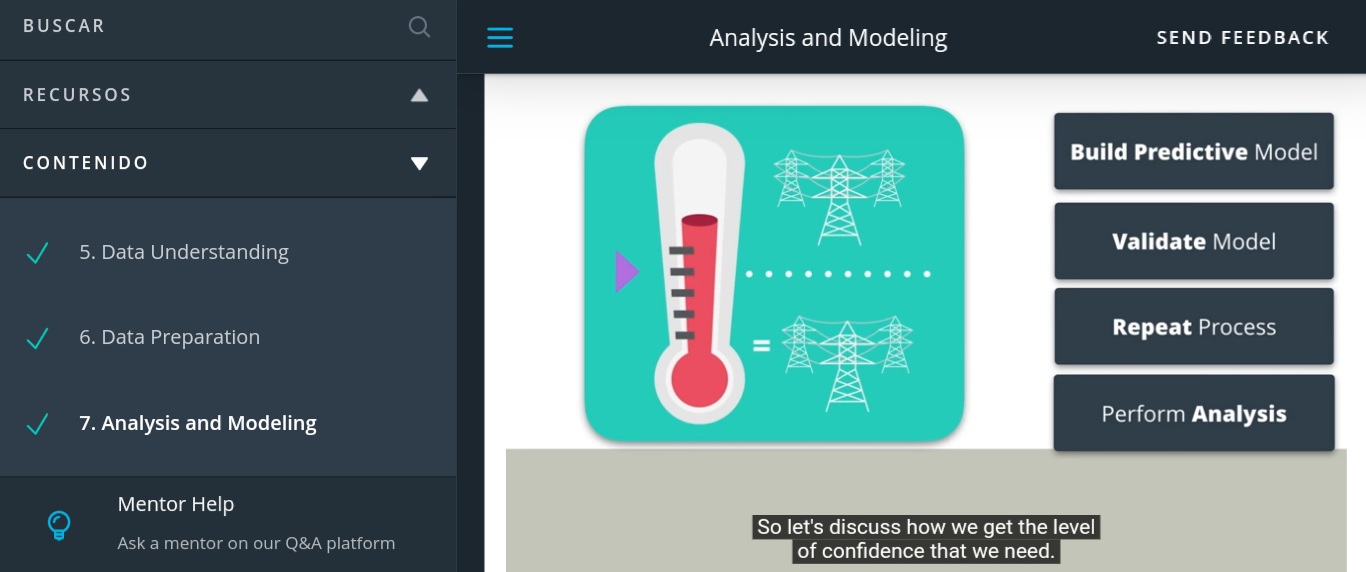 BUSCAR
RECURSOS
CONTENIDO
5. Data Understanding
6. Data Preparation
7. Analysis and Modeling
Mentor Help
Ask a mentor on our Q&A platform
Analysis and Modeling
SEND FEEDBACK
=
Build Predictive Model
Validate Model
Repeat Process
Perform Analysis
So let's discuss how we get the level
of confidence that we need.